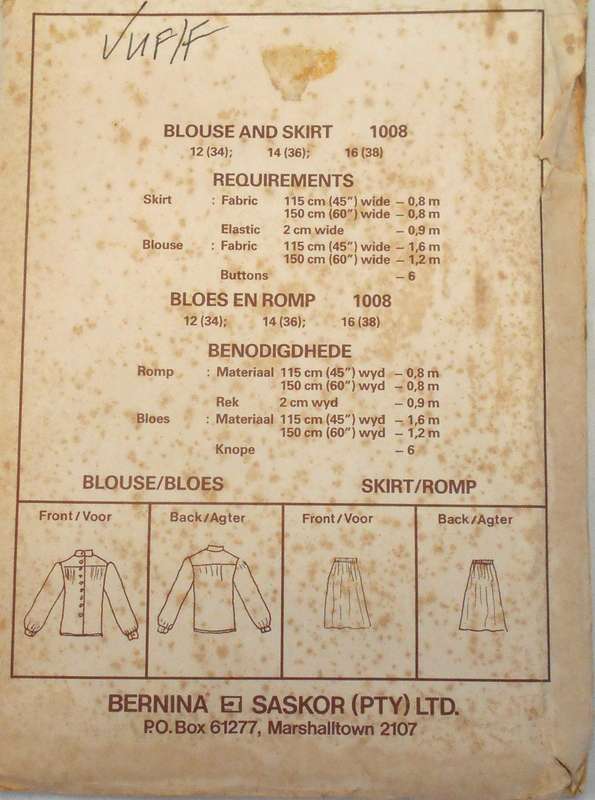 BLOUSE AND SKIRT 1008
12 (34); 14 (36); 16 (38)
REQUIREMENTS
Skirt : Fabric 115 cm (45”) wide – 0,8 m
150 cm (60”) wide – 0,8 m
Elastic 2 cm wide – 0,9 m
Blouse : Fabric 115 cm (45”) wide – 1,6 m
150 cm (60”) wide – 1,2 m
Buttons – 6
BLOES EN ROMP 1008
12 (34); 14 (36); 16 (38)
BENODIGDHEDE
Romp : Materiaal 115 cm (45”) wyd – 0,8 m
150 cm (60”) wyd – 0,8 m
Rek 2 cm wyd – 0,9 m
Bloes : Materiaal 115 cm (45”) wyd – 1,6 m
150 cm (60”) wyd – 1,2 m
Knope – 6
BLOUSE/BLOES SKIRT/ROMP
Front/Voor Back/Agter Front/Voor Back/Agter
BERNINA SASKOR (PTY) LTD.
P.O. Box 61277, Marshalltown 2107